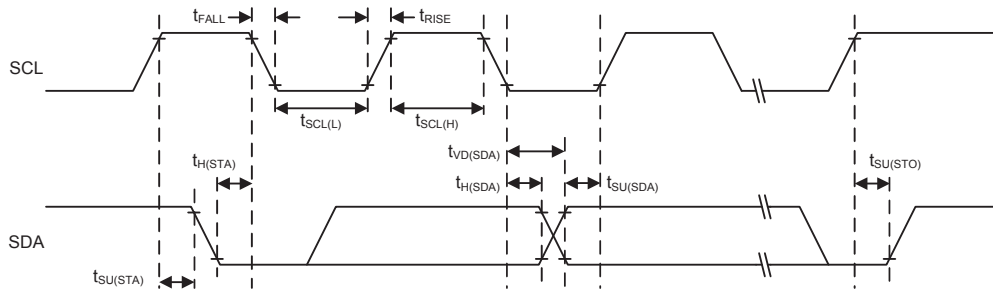 tFALL
tRISE
SCL
tSCL(L)
tSCL(H)
tVD(SDA)
tH(STA)
tH(SDA)
tSU(SDA)
tSU(STO)
SDA
tSU(STA)